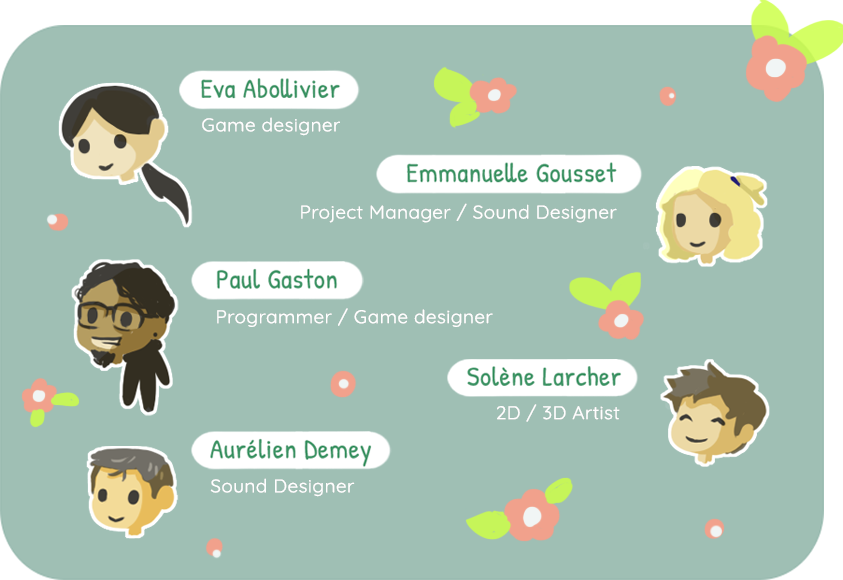 Eva Abollivier
Game designer
Emmanuelle Gousset
Project Manager / Sound Designer
Paul Gaston
Programmer / Game designer
Solène Larcher
2D / 3D Artist
Aurélien Demey
Sound Designer